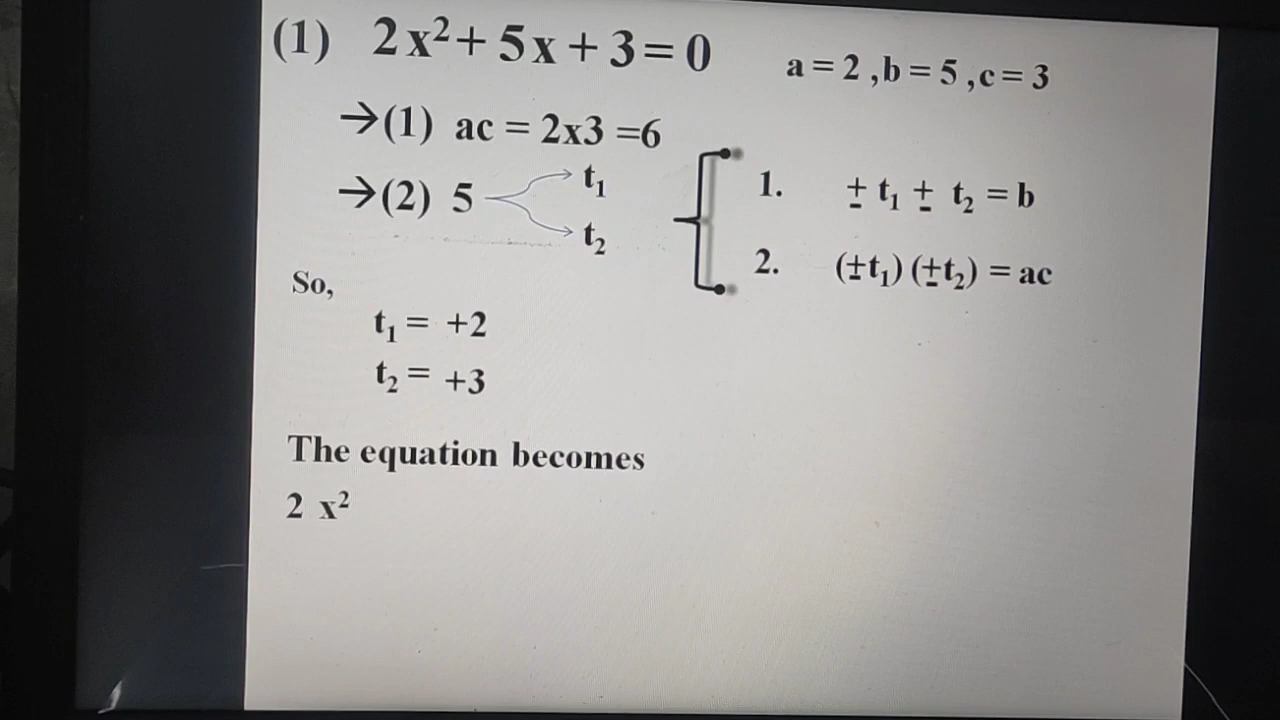 (1) 2x²+5x+3=0 a=2,b=5,c=3
→(1) ac = 2x3 =6
→(2) 5 t₁ t₂
1. ± t₁ ± t₂ = b
2. (±t₁) (±t₂) = ac
So,
t₁ = +2
t₂ = +3
The equation becomes
2 x²